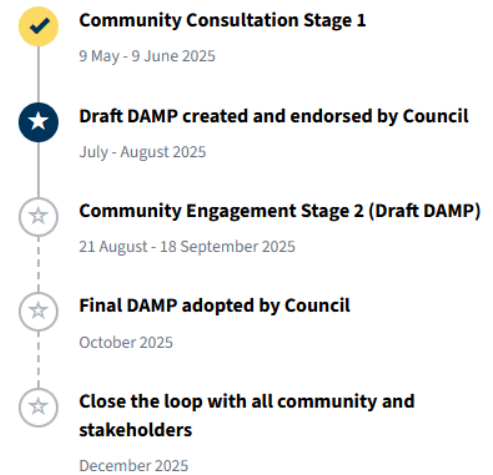 Community Consultation Stage 1
9 May - 9 June 2025
Draft DAMP created and endorsed by Council
July - August 2025
Community Engagement Stage 2 (Draft DAMP)
21 August - 18 September 2025
Final DAMP adopted by Council
October 2025
Close the loop with all community and
stakeholders
December 2025